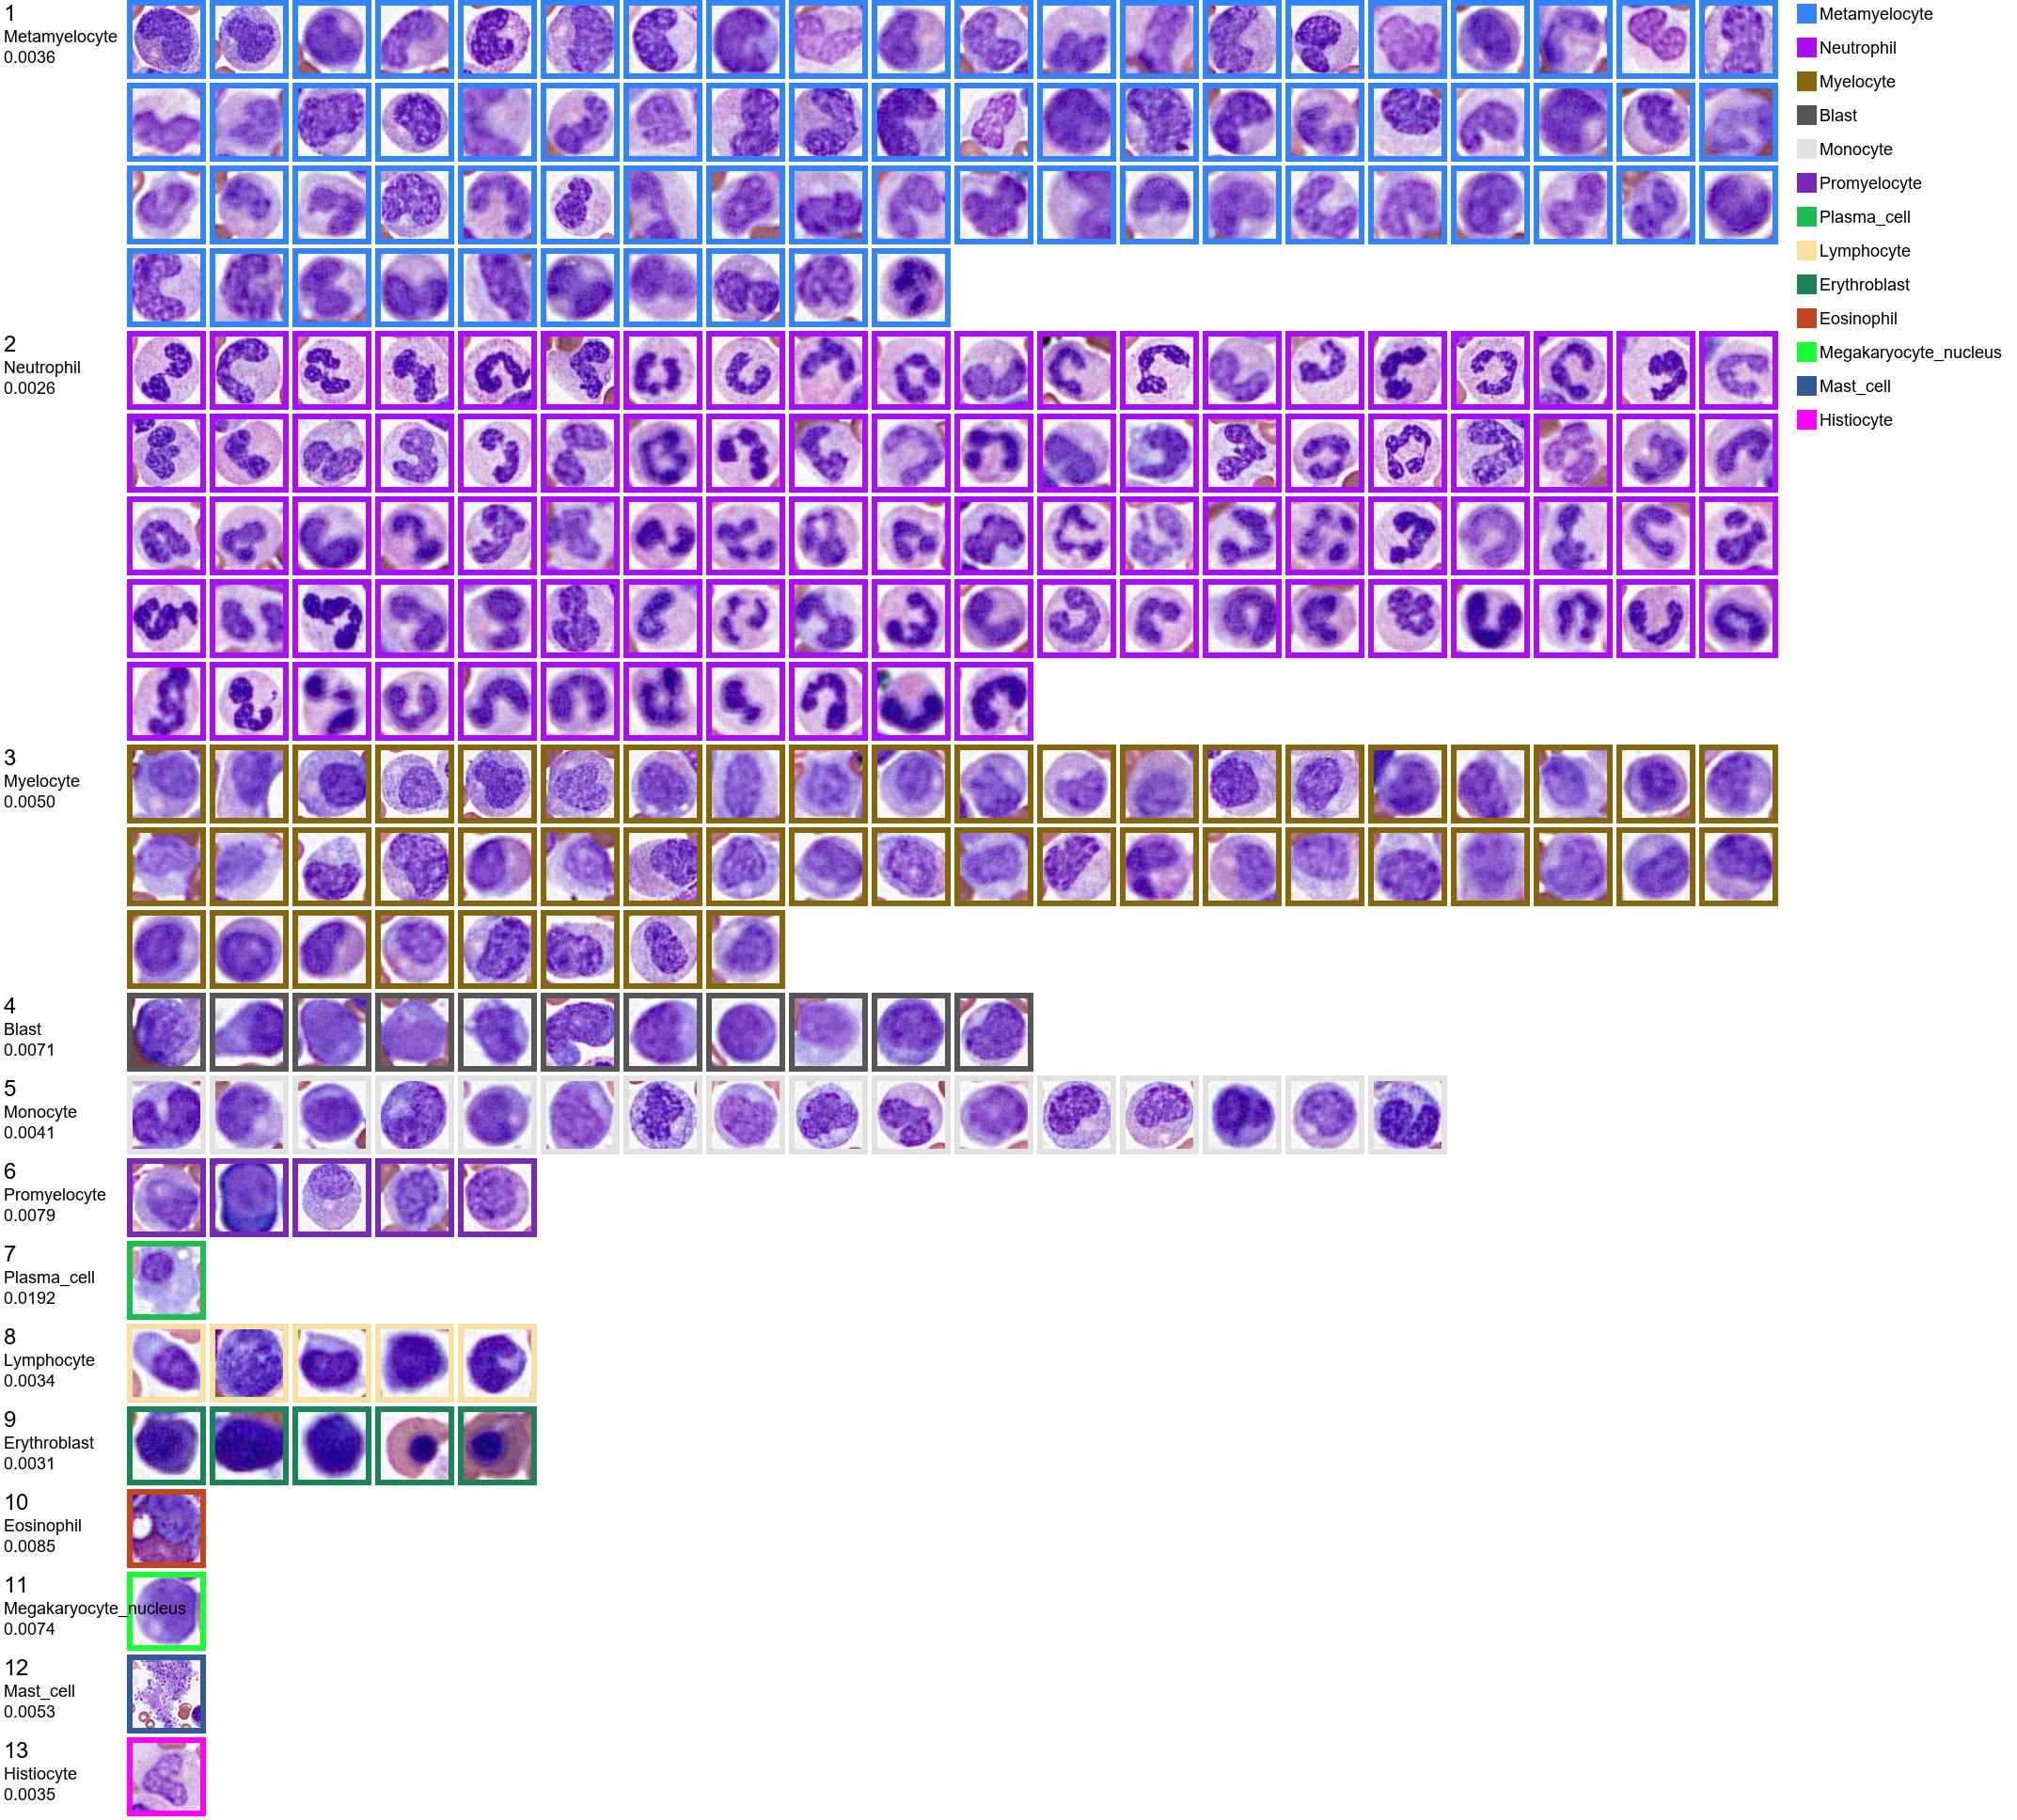 1
Metamyelocyte
0.0036
2
Neutrophil
0.0026
3
Myelocyte
0.0050
4
Blast
0.0071
5
Monocyte
0.0041
6
Promyelocyte
0.0079
7
Plasma_cell
0.0192
8
Lymphocyte
0.0034
9
Erythroblast
0.0031
10
Eosinophil
0.0085
11
Megakaryocyte_nucleus
0.0074
12
Mast_cell
0.0053
13
Histiocyte
0.0035
Metamyelocyte
Neutrophil
Myelocyte
Blast
Monocyte
Promyelocyte
Plasma_cell
Lymphocyte
Erythroblast
Eosinophil
Megakaryocyte_nucleus
Mast_cell
Histiocyte